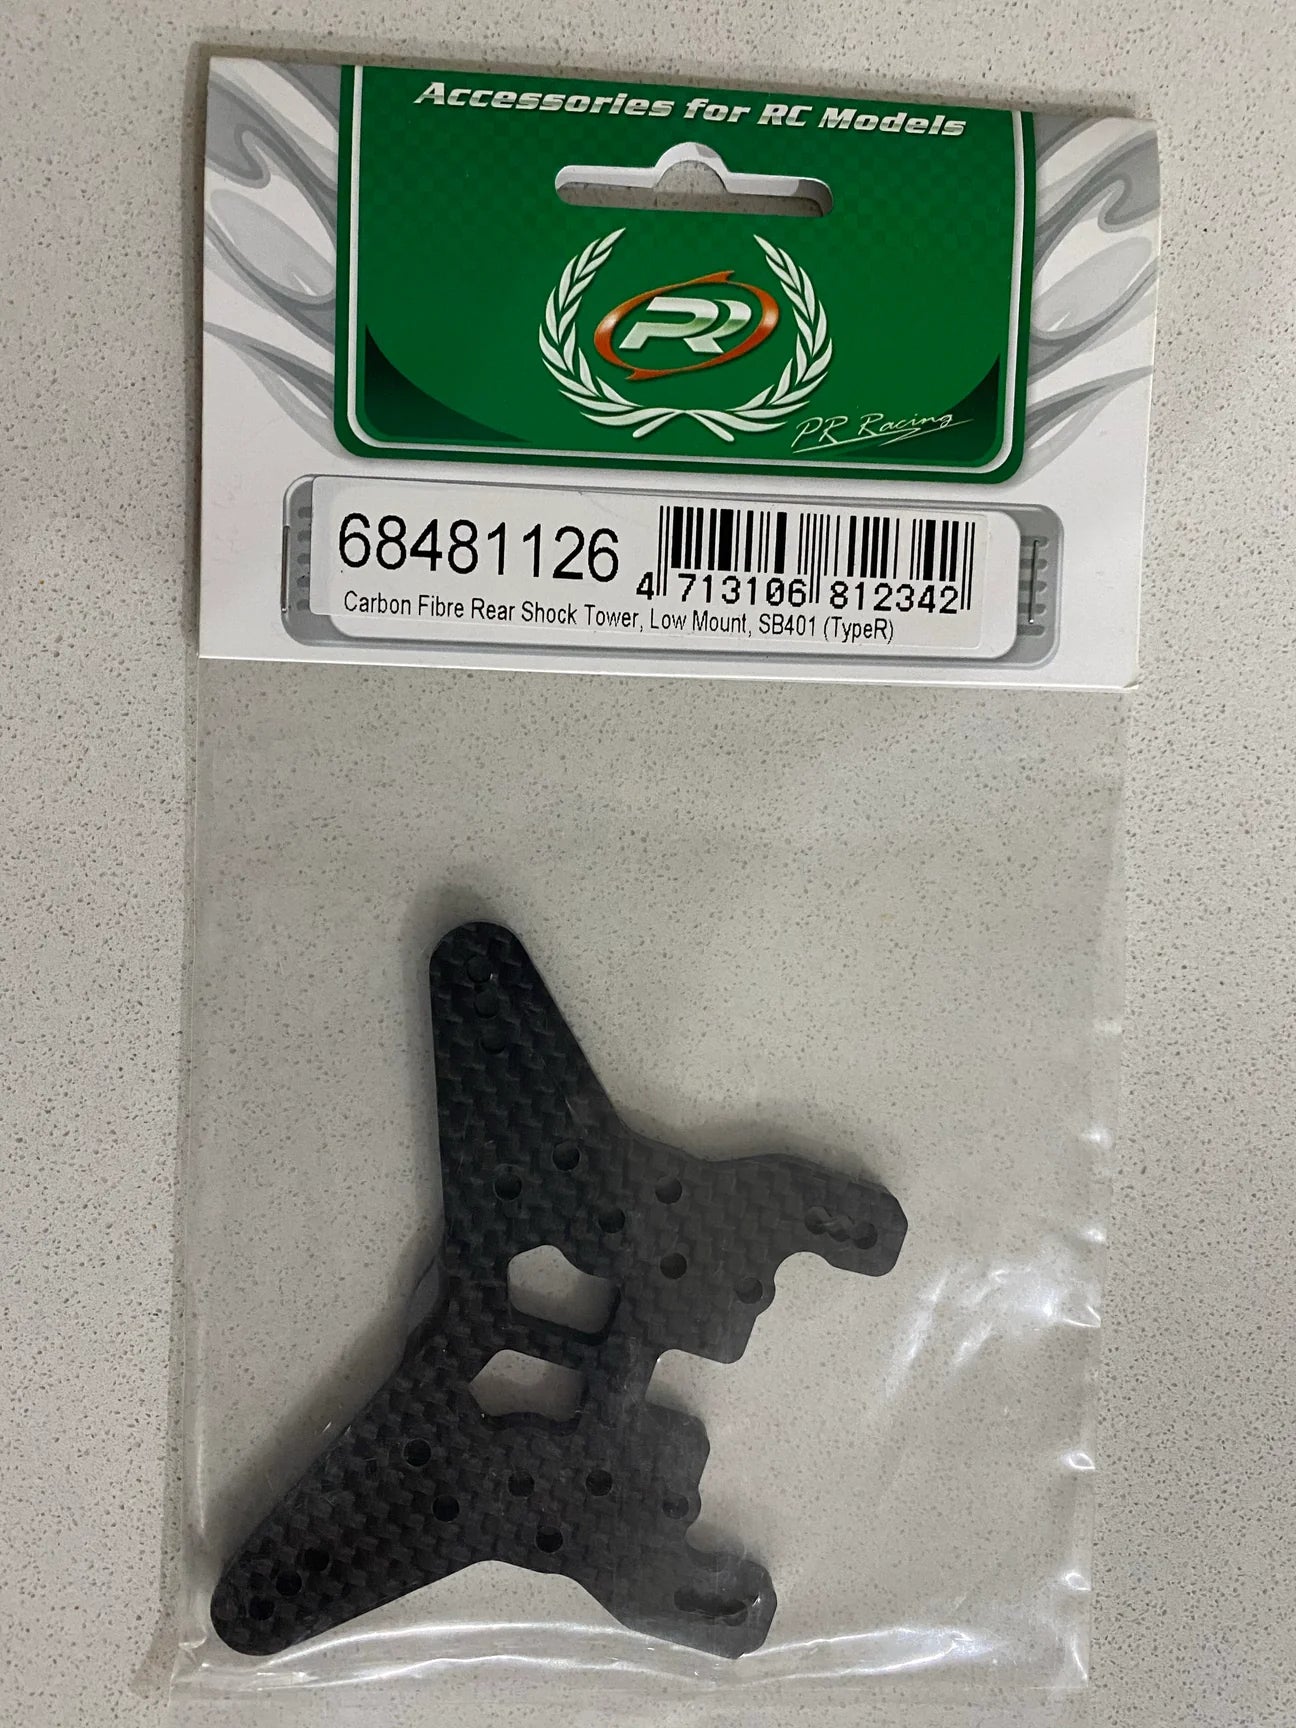 Accessories for RC Models
PR
PR Racing
68481126
4 713106 812342
Carbon Fibre Rear Shock Tower, Low Mount, SB401 (TypeR)